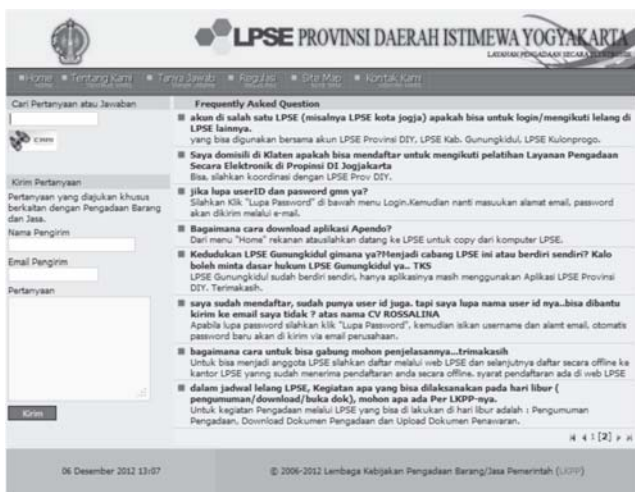 LPSE PROVINSI DAERAH ISTIMEWA YOGYAKARTA
LAYANAN PENGADAAN SECARA ELEKTRONIK
Home Tentang Kami Tanya Jawab Regulasi Site Map Kontak Kami
Cari Pertanyaan atau Jawaban
CARI
Kirim Pertanyaan
Pertanyaan yang diajukan khusus
berkaitan dengan Pengadaan Barang
dan Jasa.
Nama Pengirim
Email Pengirim
Pertanyaan
Kirim
Frequently Asked Question
akun di salah satu LPSE (misalnya LPSE kota jogja) apakah bisa untuk login/mengikuti lelang di
LPSE lainnya.
yang bisa digunakan bersama akun LPSE Provinsi DIY, LPSE Kab. Gunungkidul, LPSE Kulonprogo.
Saya domisili di Klaten apakah bisa mendaftar untuk mengikuti pelatihan Layanan Pengadaan
Secara Elektronik di Propinsi DI Jogjakarta
Bisa, silahkan koordinasi dengan LPSE Prov DIY.
jika lupa userID dan pasword gmn ya?
Silahkan Klik "Lupa Password" di bawah menu Login.Kemudian nanti masuukan alamat email, password
akan dikirim melalui e-mail.
Bagaimana cara download aplikasi Apendo?
Dari menu "Home" rekanan atausilahkan datang ke LPSE untuk copy dari komputer LPSE.
Kedudukan LPSE Gunungkidul gimana ya?Menjadi cabang LPSE ini atau berdiri sendiri? Kalo
boleh minta dasar hukum LPSE Gunungkidul ya.. TKS
LPSE Gunungkidul sudah berdiri sendiri, hanya aplikasinya masih menggunakan Aplikasi LPSE Provinsi
DIY. Terimakasih.
saya sudah mendaftar, sudah punya user id juga. tapi saya lupa nama user id nya..bisa dibantu
kirim ke email saya tidak ? atas nama CV ROSSALINA
Apabila lupa password silahkan klik "Lupa Password", kemudian isikan username dan alamt email, otomatis
password baru akan di kirim via email perusahaan.
bagaimana cara untuk bisa gabung mohon penjelasannya...trimakasih
Untuk bisa menjadi anggota LPSE silahkan daftar melalui web LPSE dan selanjutnya daftar secara offline ke
kantor LPSE yanng sudah menerima pendaftaran anda secara offline. syarat pendaftaran ada di web LPSE
dalam jadwal lelang LPSE, Kegiatan apa yang bisa dilaksanakan pada hari libur (
pengumuman/download/buka dok), mohon apa ada Per LKPP-nya.
Untuk kegiatan Pengadaan melalui LPSE yang bisa di lakukan di hari libur adalah : Pengumuman
Pengadaan, Download Dokumen Pengadaan dan Upload Dokumen Penawaran.
1 [2]
06 Desember 2012 13:07
© 2006-2012 Lembaga Kebijakan Pengadaan Barang/Jasa Pemerintah (LKPP)